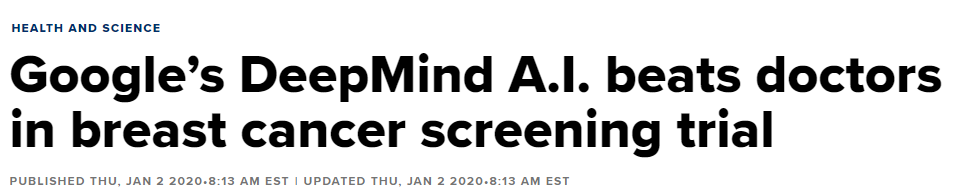 HEALTH AND SCIENCE
Google’s DeepMind A.I. beats doctors
in breast cancer screening trial
PUBLISHED THU, JAN 2 2020•8:13 AM EST | UPDATED THU, JAN 2 2020•8:13 AM EST